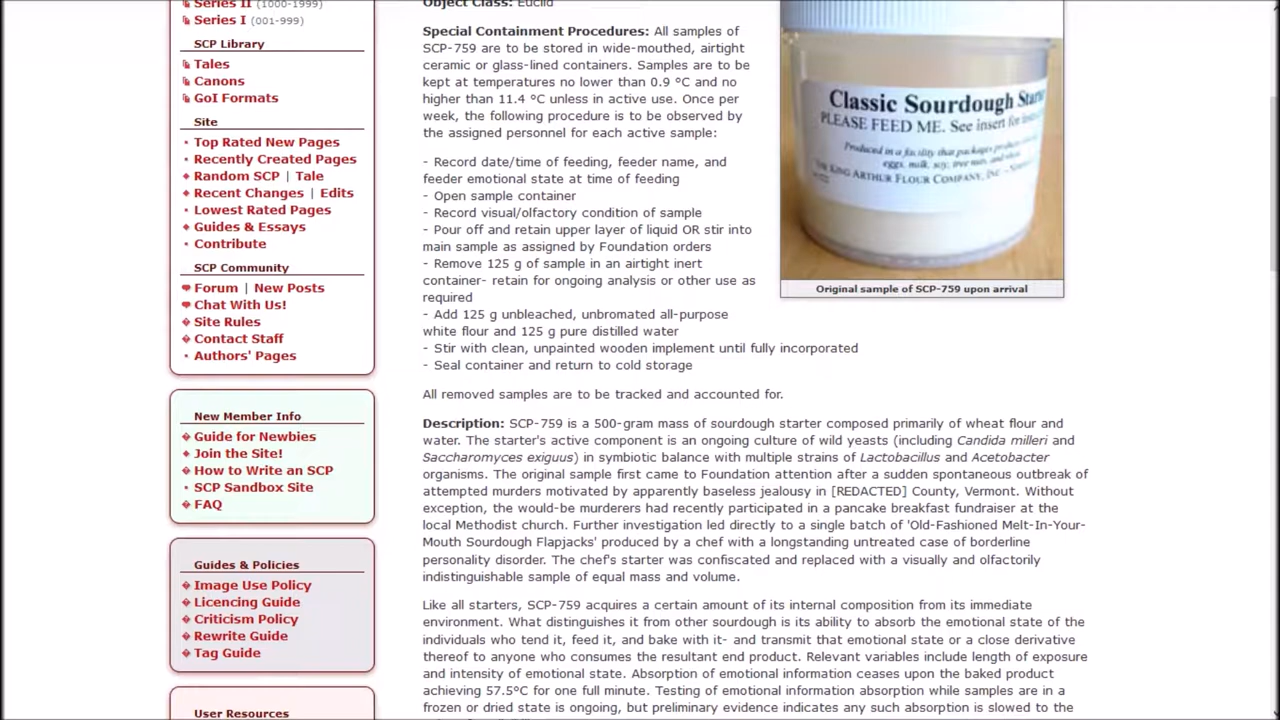 Series II (1000-1999)
Series I (001-999)
SCP Library
Tales
Canons
GoI Formats
Site
Top Rated New Pages
Recently Created Pages
Random SCP | Tale
Recent Changes | Edits
Lowest Rated Pages
Guides & Essays
Contribute
SCP Community
Forum | New Posts
Chat With Us!
Site Rules
Contact Staff
Authors' Pages
New Member Info
Guide for Newbies
Join the Site!
How to Write an SCP
SCP Sandbox Site
FAQ
Guides & Policies
Image Use Policy
Licencing Guide
Criticism Policy
Rewrite Guide
Tag Guide
User Resources
Object Class: Euclid
Special Containment Procedures: All samples of
SCP-759 are to be stored in wide-mouthed, airtight
ceramic or glass-lined containers. Samples are to be
kept at temperatures no lower than 0.9 °C and no
higher than 11.4 °C unless in active use. Once per
week, the following procedure is to be observed by
the assigned personnel for each active sample:
- Record date/time of feeding, feeder name, and
feeder emotional state at time of feeding
- Open sample container
- Record visual/olfactory condition of sample
- Pour off and retain upper layer of liquid OR stir into
main sample as assigned by Foundation orders
- Remove 125 g of sample in an airtight inert
container- retain for ongoing analysis or other use as
required
- Add 125 g unbleached, unbromated all-purpose
white flour and 125 g pure distilled water
- Stir with clean, unpainted wooden implement until fully incorporated
- Seal container and return to cold storage
Classic Sourdough Starter
PLEASE FEED ME. See insert for
Produced in a facility that packages
eggs, milk, soy, tree nuts, and
KING ARTHUR FLOUR COMPANY, INC
Original sample of SCP-759 upon arrival
All removed samples are to be tracked and accounted for.
Description: SCP-759 is a 500-gram mass of sourdough starter composed primarily of wheat flour and
water. The starter's active component is an ongoing culture of wild yeasts (including Candida milleri and
Saccharomyces exiguus) in symbiotic balance with multiple strains of Lactobacillus and Acetobacter
organisms. The original sample first came to Foundation attention after a sudden spontaneous outbreak of
attempted murders motivated by apparently baseless jealousy in [REDACTED] County, Vermont. Without
exception, the would-be murderers had recently participated in a pancake breakfast fundraiser at the
local Methodist church. Further investigation led directly to a single batch of 'Old-Fashioned Melt-In-Your-
Mouth Sourdough Flapjacks' produced by a chef with a longstanding untreated case of borderline
personality disorder. The chef's starter was confiscated and replaced with a visually and olfactorily
indistinguishable sample of equal mass and volume.
Like all starters, SCP-759 acquires a certain amount of its internal composition from its immediate
environment. What distinguishes it from other sourdough is its ability to absorb the emotional state of the
individuals who tend it, feed it, and bake with it- and transmit that emotional state or a close derivative
thereof to anyone who consumes the resultant end product. Relevant variables include length of exposure
and intensity of emotional state. Absorption of emotional information ceases upon the baked product
achieving 57.5°C for one full minute. Testing of emotional information absorption while samples are in a
frozen or dried state is ongoing, but preliminary evidence indicates any such absorption is slowed to the